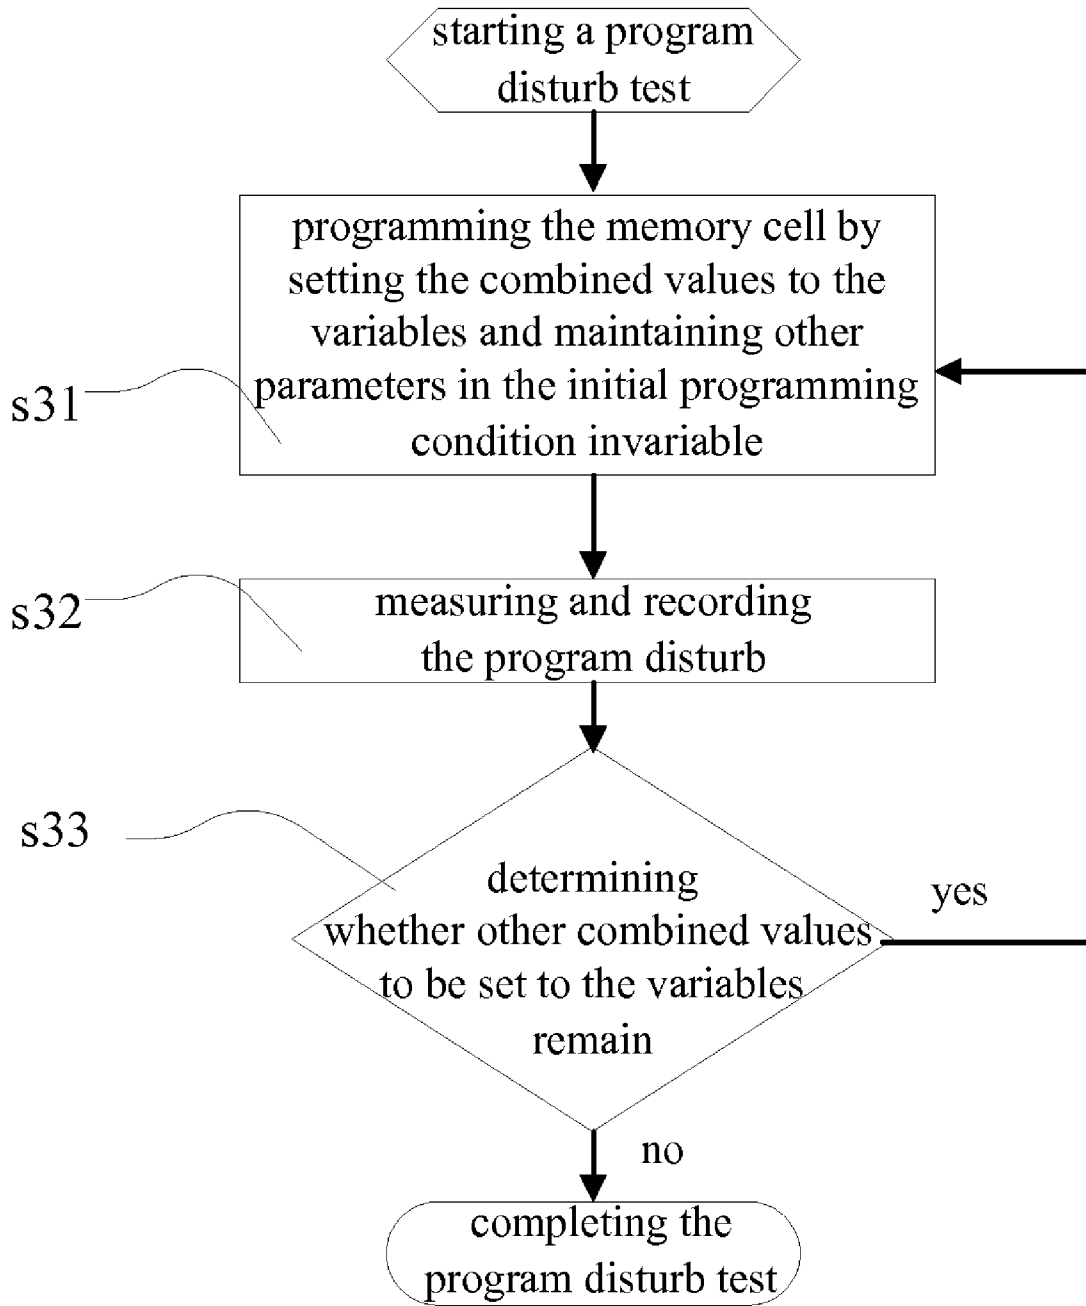 starting a program
disturb test
programming the memory cell by
setting the combined values to the
variables and maintaining other
parameters in the initial programming
condition invariable
s31
measuring and recording
the program disturb
s32
s33
determining
whether other combined values
to be set to the variables
remain
yes
no
completing the
program disturb test